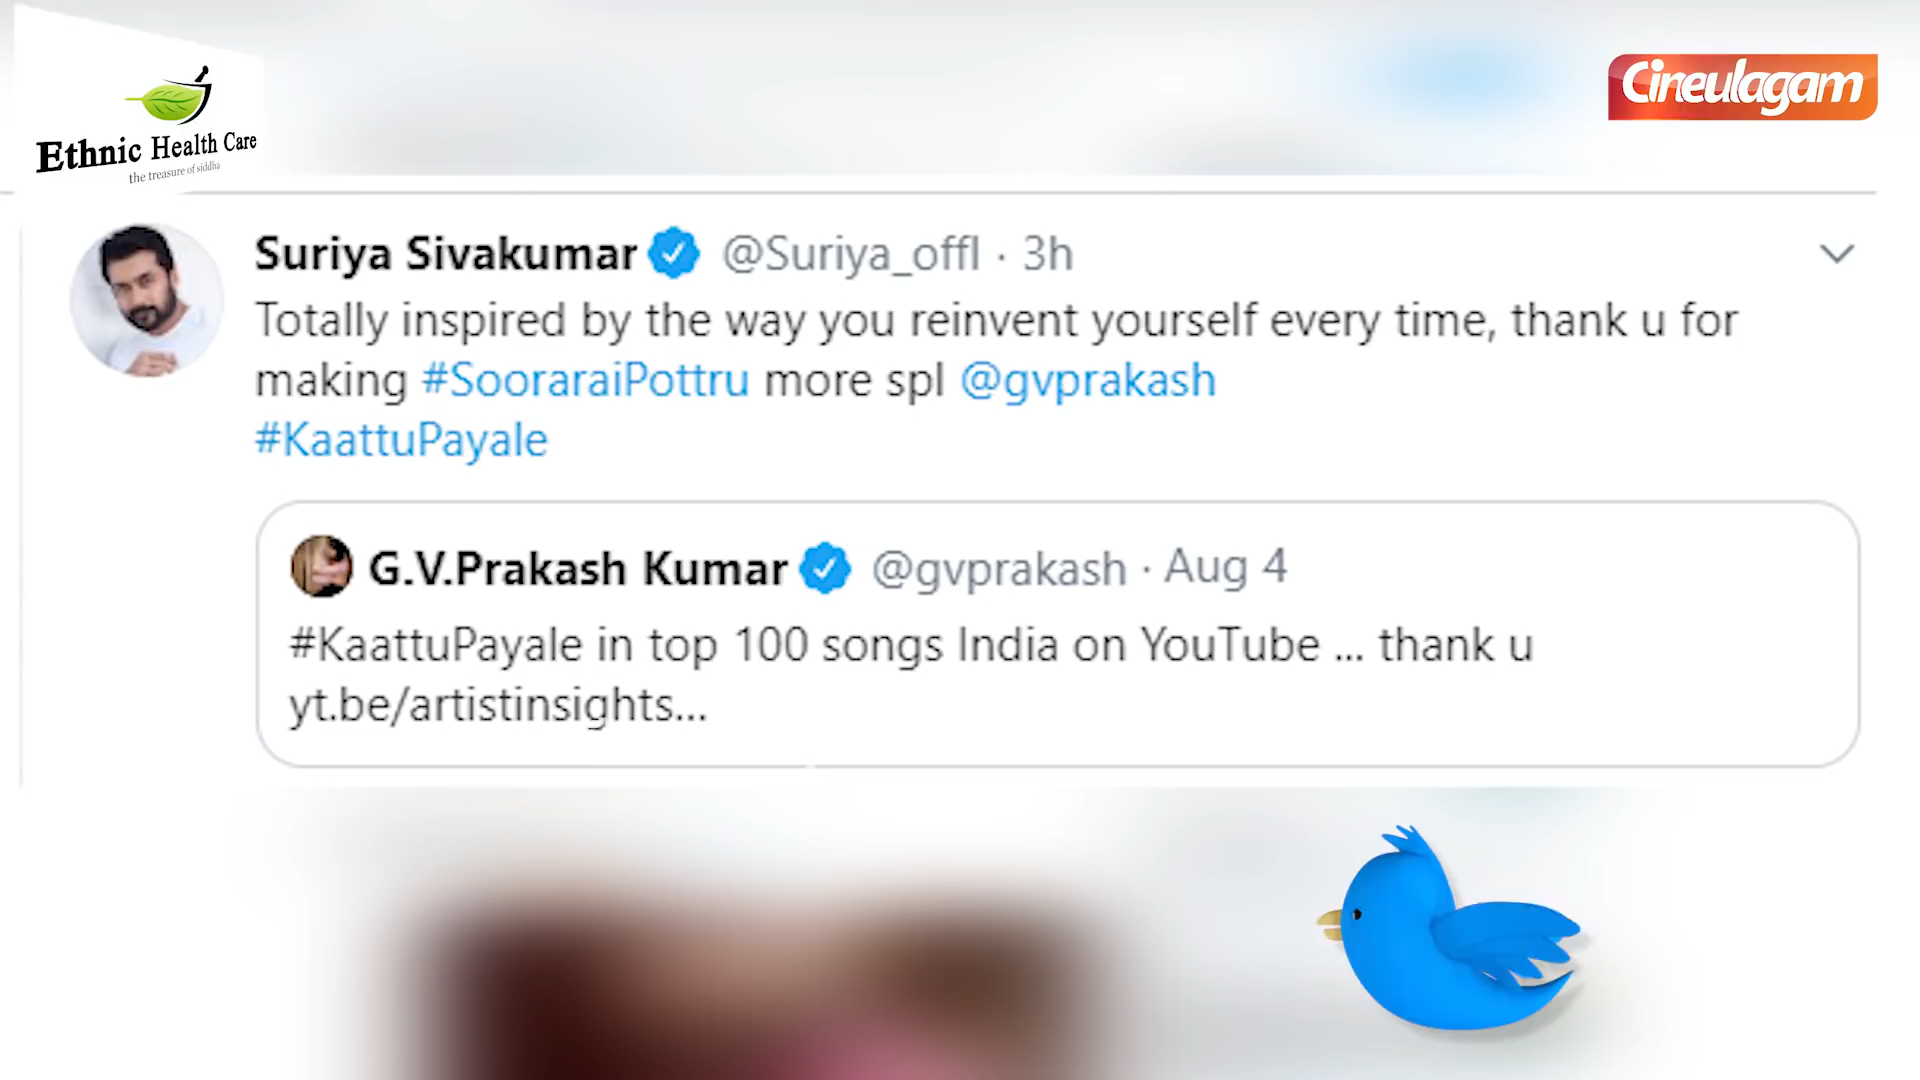 Ethnic Health Care
the treasure of siddha
Cineulagam
Suriya Sivakumar @Suriya_offl · 3h
Totally inspired by the way you reinvent yourself every time, thank u for
making #SooraraiPottru more spl @gvprakash
#KaattuPayale
G.V.Prakash Kumar @gvprakash · Aug 4
#KaattuPayale in top 100 songs India on YouTube ... thank u
yt.be/artistinsights...